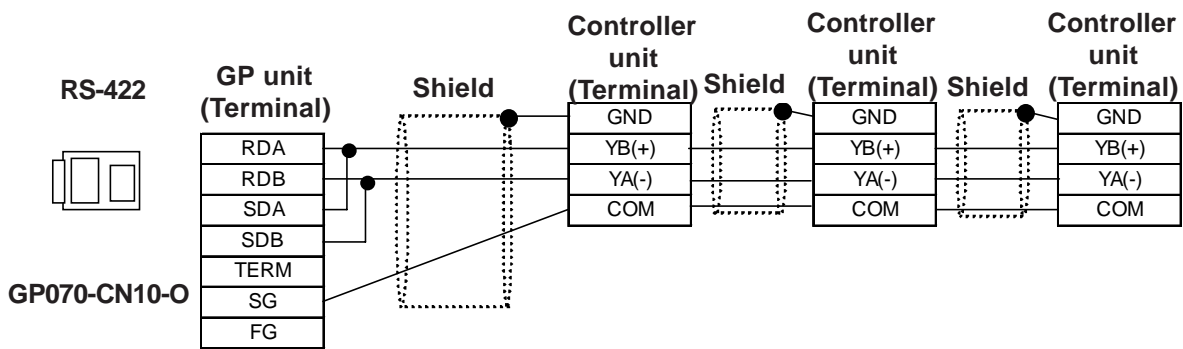 RS-422
GP070-CN10-O
GP unit
(Terminal)
RDA
RDB
SDA
SDB
TERM
SG
FG
Shield
Controller
unit
(Terminal)
GND
YB(+)
YA(-)
COM
Shield
Controller
unit
(Terminal)
GND
YB(+)
YA(-)
COM
Shield
Controller
unit
(Terminal)
GND
YB(+)
YA(-)
COM